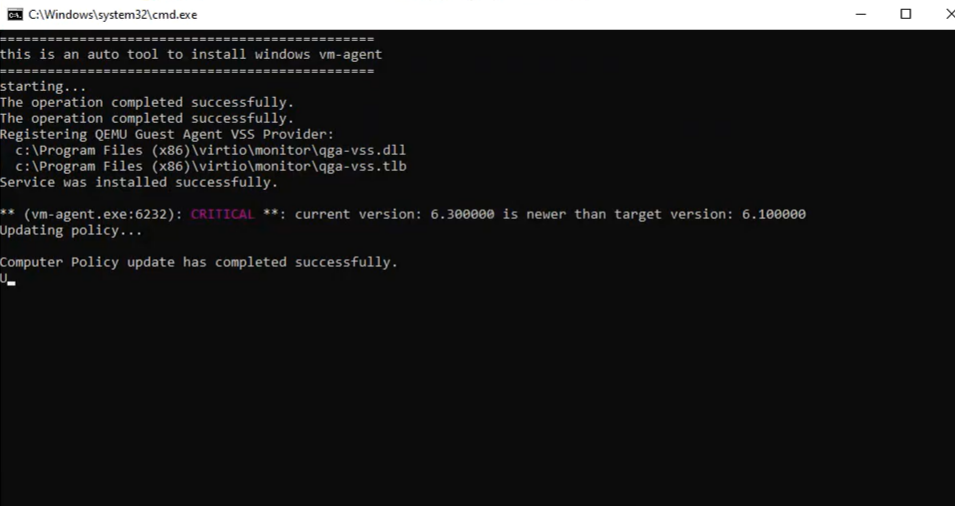 C:\Windows\system32\cmd.exe
===============================================
this is an auto tool to install windows vm-agent
===============================================
starting...
The operation completed successfully.
The operation completed successfully.
Registering QEMU Guest Agent VSS Provider:
  c:\Program Files (x86)\virtio\monitor\qga-vss.dll
  c:\Program Files (x86)\virtio\monitor\qga-vss.tlb
Service was installed successfully.
** (vm-agent.exe:6232): CRITICAL **: current version: 6.300000 is newer than target version: 6.100000
Updating policy...
Computer Policy update has completed successfully.
U